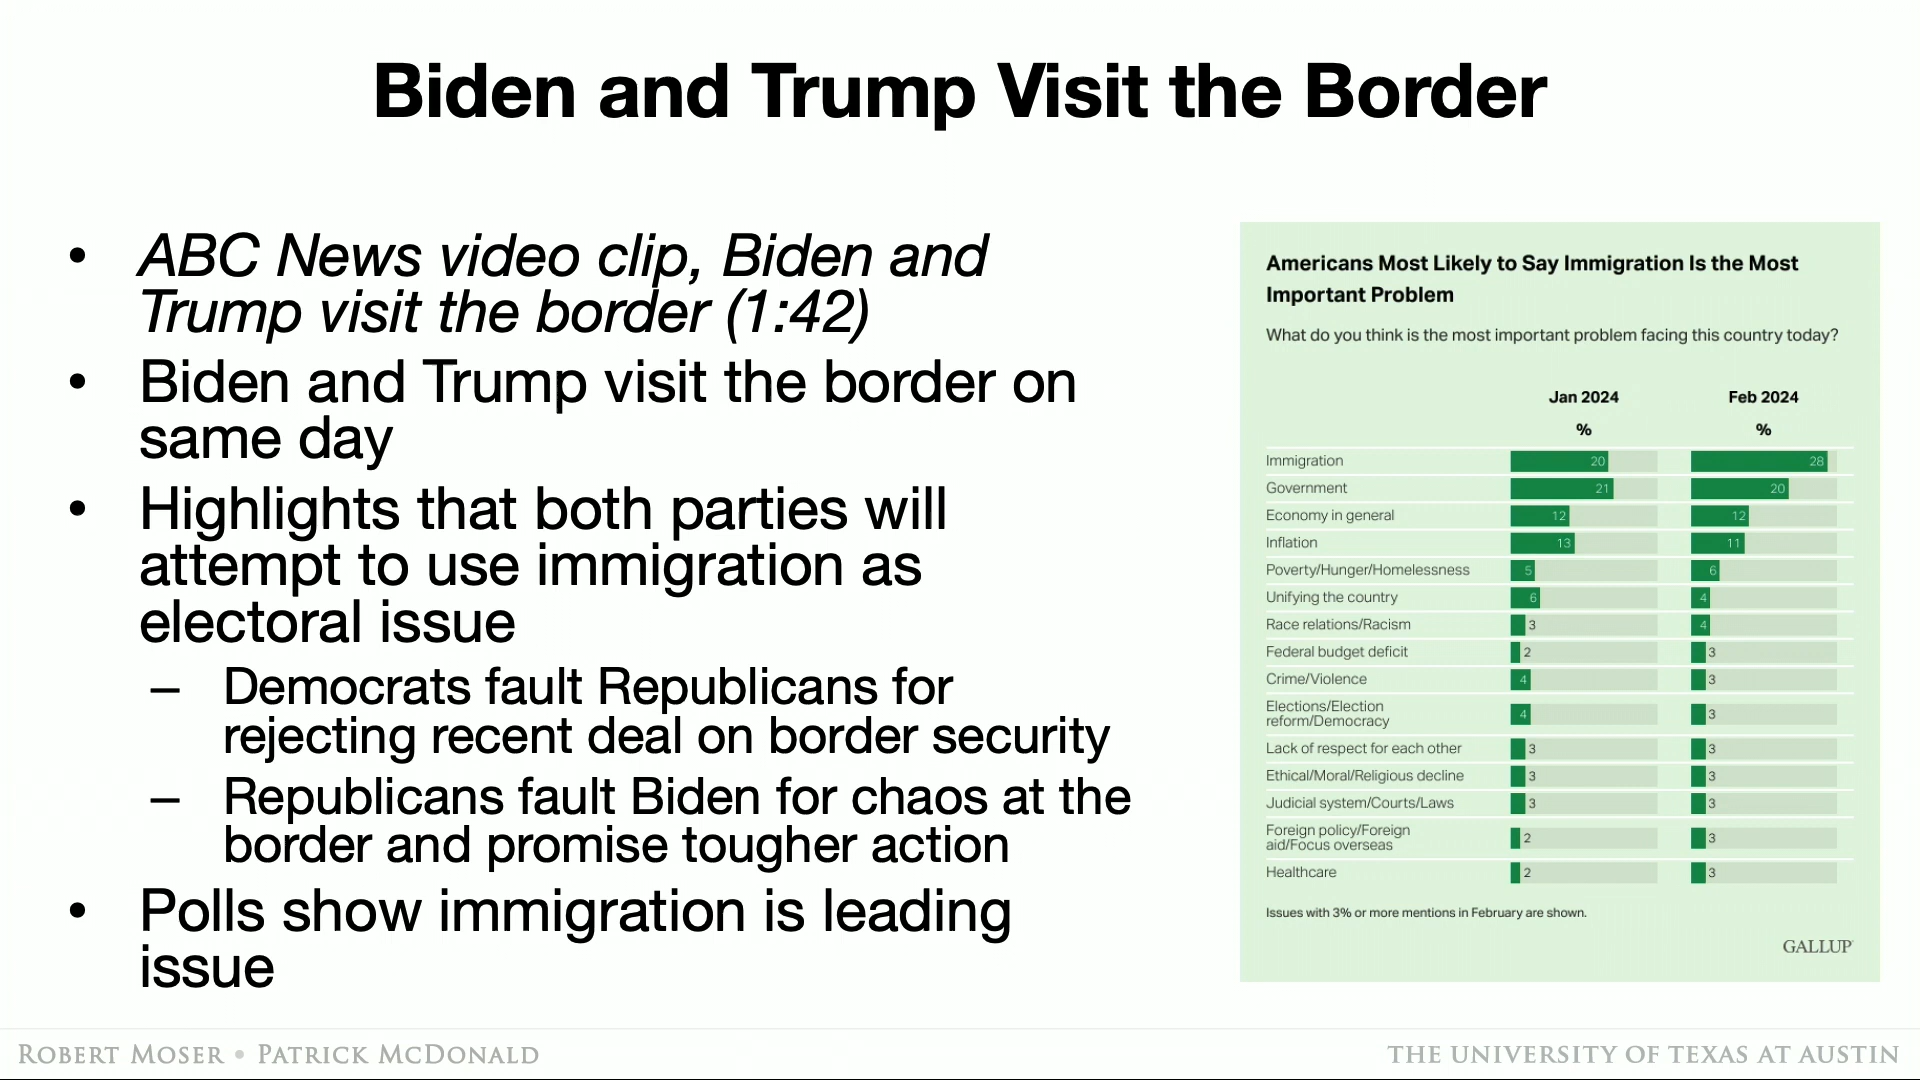 Biden and Trump Visit the Border
• ABC News video clip, Biden and
Trump visit the border (1:42)
• Biden and Trump visit the border on
same day
• Highlights that both parties will
attempt to use immigration as
electoral issue
– Democrats fault Republicans for
rejecting recent deal on border security
– Republicans fault Biden for chaos at the
border and promise tougher action
• Polls show immigration is leading
issue
Americans Most Likely to Say Immigration Is the Most
Important Problem
What do you think is the most important problem facing this country today?
Jan 2024 Feb 2024
% %
Immigration 20 28
Government 21 20
Economy in general 12 12
Inflation 13 11
Poverty/Hunger/Homelessness 5 6
Unifying the country 6 4
Race relations/Racism 3 4
Federal budget deficit 2 3
Crime/Violence 4 3
Elections/Election
reform/Democracy 4 3
Lack of respect for each other 3 3
Ethical/Moral/Religious decline 3 3
Judicial system/Courts/Laws 3 3
Foreign policy/Foreign
aid/Focus overseas 2 3
Healthcare 2 3
Issues with 3% or more mentions in February are shown.
GALLUP
ROBERT MOSER • PATRICK MCDONALD
THE UNIVERSITY OF TEXAS AT AUSTIN